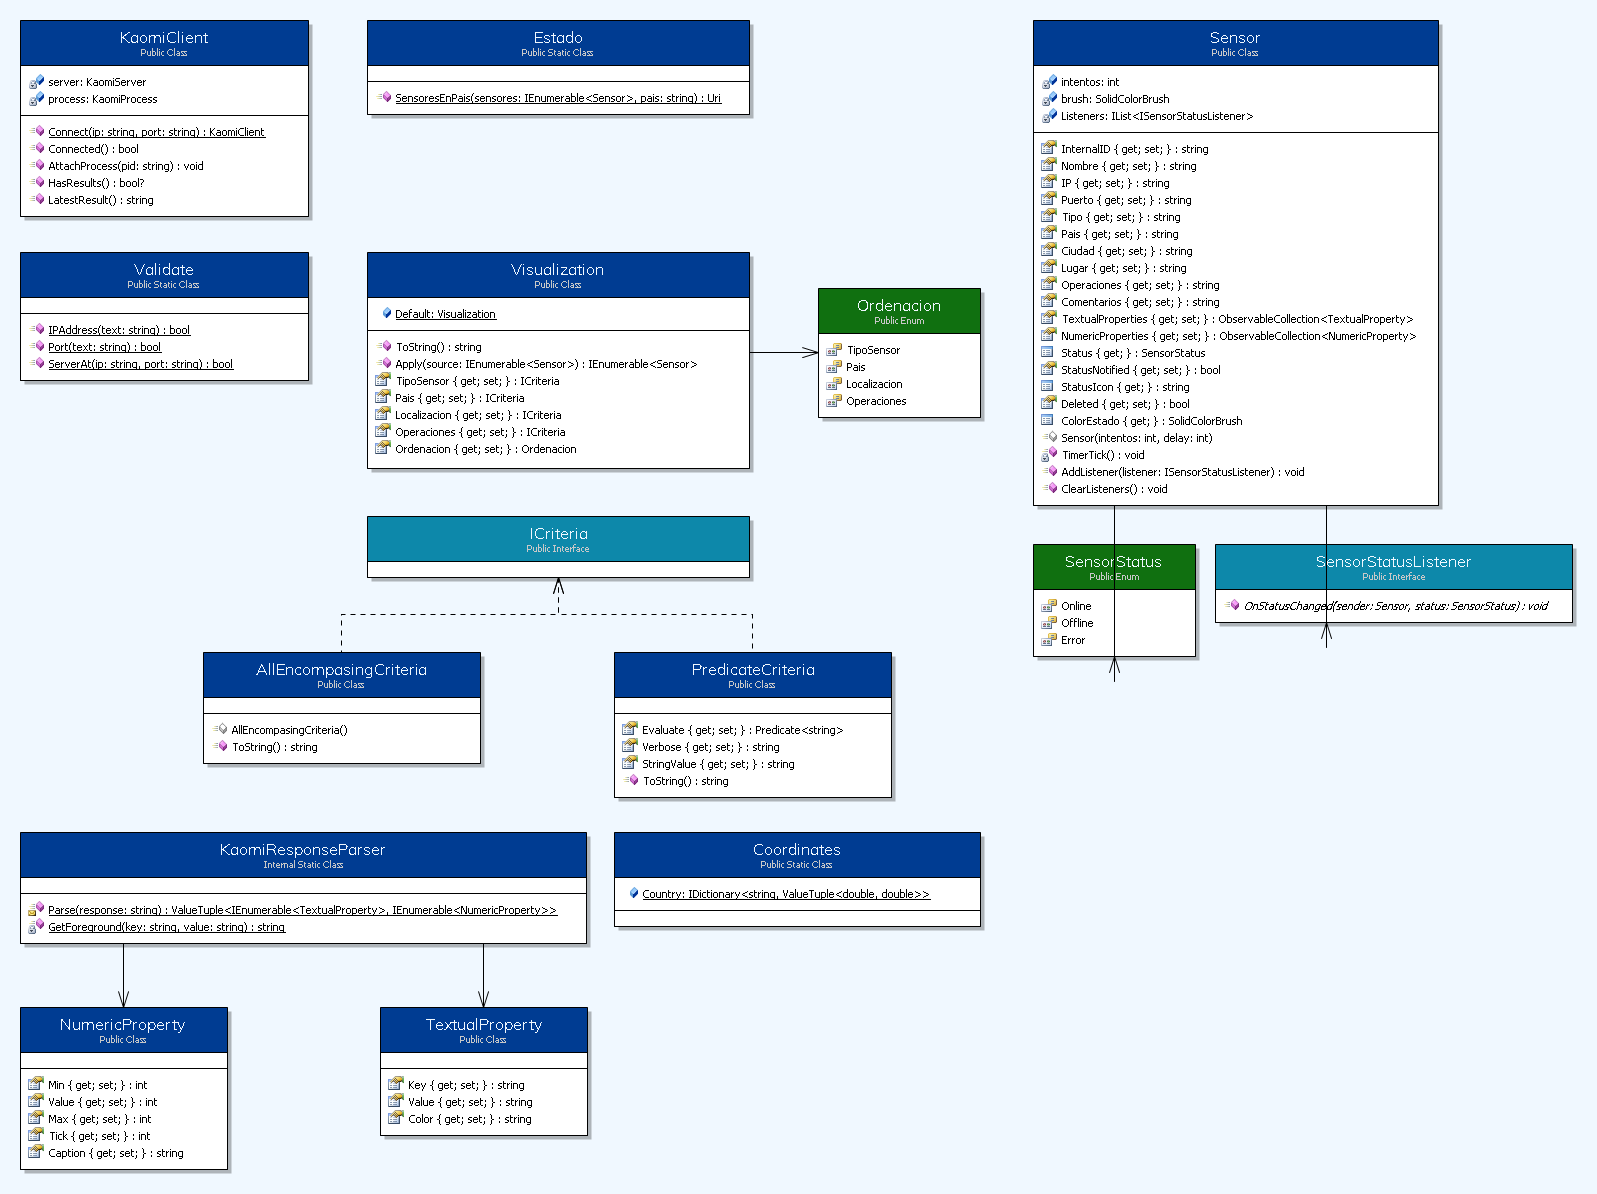 KaomiClient
Public Class
server: KaomiServer
process: KaomiProcess
Connect(ip: string, port: string) : KaomiClient
Connected() : bool
AttachProcess(pid: string) : void
HasResults() : bool?
LatestResult() : string
Estado
Public Static Class
SensoresEnPais(sensores: IEnumerable<Sensor>, pais: string) : Uri
Sensor
Public Class
intentos: int
brush: SolidColorBrush
Listeners: IList<ISensorStatusListener>
InternalID { get; set; } : string
Nombre { get; set; } : string
IP { get; set; } : string
Puerto { get; set; } : string
Tipo { get; set; } : string
Pais { get; set; } : string
Ciudad { get; set; } : string
Lugar { get; set; } : string
Operaciones { get; set; } : string
Comentarios { get; set; } : string
TextualProperties { get; set; } : ObservableCollection<TextualProperty>
NumericProperties { get; set; } : ObservableCollection<NumericProperty>
Status { get; } : SensorStatus
StatusNotified { get; set; } : bool
StatusIcon { get; } : string
Deleted { get; set; } : bool
ColorEstado { get; } : SolidColorBrush
Sensor(intentos: int, delay: int)
TimerTick() : void
AddListener(listener: ISensorStatusListener) : void
ClearListeners() : void
Validate
Public Static Class
IPAddress(text: string) : bool
Port(text: string) : bool
ServerAt(ip: string, port: string) : bool
Visualization
Public Class
Default: Visualization
ToString() : string
Apply(source: IEnumerable<Sensor>) : IEnumerable<Sensor>
TipoSensor { get; set; } : ICriteria
Pais { get; set; } : ICriteria
Localizacion { get; set; } : ICriteria
Operaciones { get; set; } : ICriteria
Ordenacion { get; set; } : Ordenacion
Ordenacion
Public Enum
TipoSensor
Pais
Localizacion
Operaciones
ICriteria
Public Interface
SensorStatus
Public Enum
Online
Offline
Error
SensorStatusListener
Public Interface
OnStatusChanged(sender: Sensor, status: SensorStatus) : void
AllEncompasingCriteria
Public Class
AllEncompasingCriteria()
ToString() : string
PredicateCriteria
Public Class
Evaluate { get; set; } : Predicate<string>
Verbose { get; set; } : string
StringValue { get; set; } : string
ToString() : string
KaomiResponseParser
Internal Static Class
Parse(response: string) : ValueTuple<IEnumerable<TextualProperty>, IEnumerable<NumericProperty>>
GetForeground(key: string, value: string) : string
Coordinates
Public Static Class
Country: IDictionary<string, ValueTuple<double, double>>
NumericProperty
Public Class
Min { get; set; } : int
Value { get; set; } : int
Max { get; set; } : int
Tick { get; set; } : int
Caption { get; set; } : string
TextualProperty
Public Class
Key { get; set; } : string
Value { get; set; } : string
Color { get; set; } : string